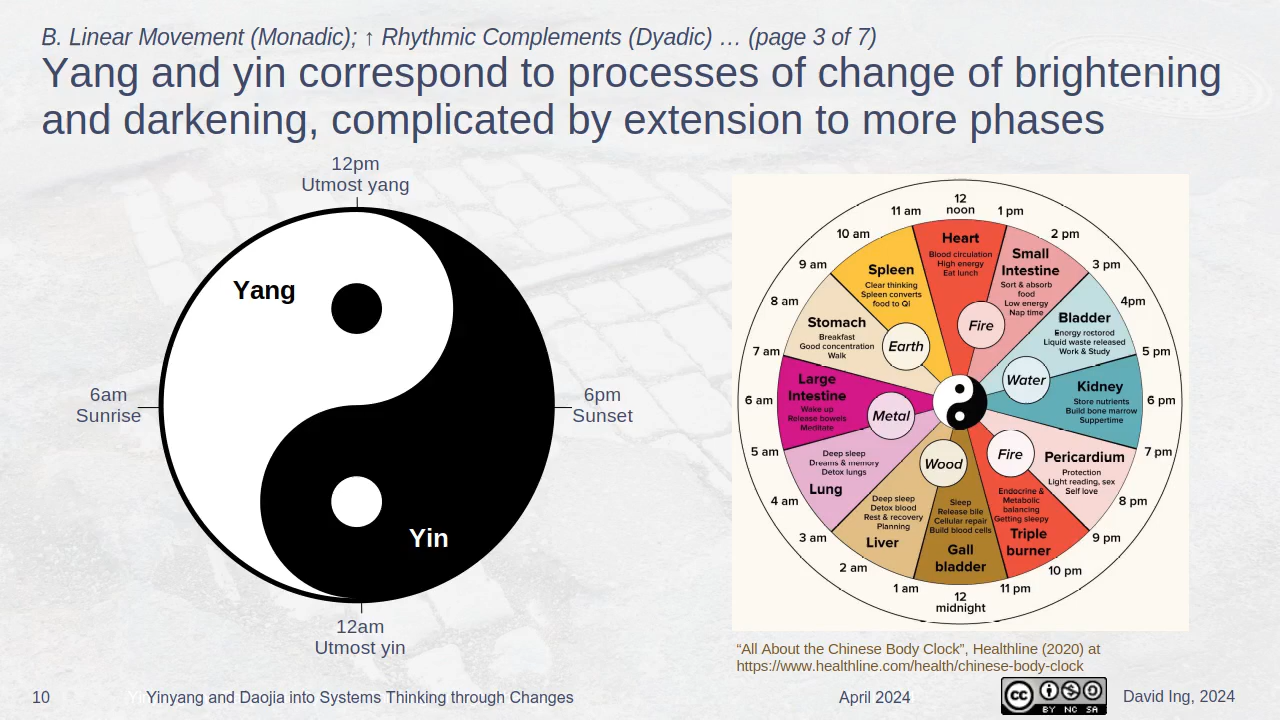 B. Linear Movement (Monadic); ↑ Rhythmic Complements (Dyadic) … (page 3 of 7)
Yang and yin correspond to processes of change of brightening
and darkening, complicated by extension to more phases
12pm
Utmost yang
Yang
6am
Sunrise
6pm
Sunset
Yin
12am
Utmost yin
12
noon
1 pm
2 pm
3 pm
4pm
5 pm
6 pm
7 pm
8 pm
9 pm
10 pm
11 pm
12
midnight
1 am
2 am
3 am
4 am
5 am
6 am
7 am
8 am
9 am
10 am
11 am
Heart
Blood circulation
High energy
Eat lunch
Small
Intestine
Sort & absorb
food
Low energy
Nap time
Fire
Bladder
Energy restored
Liquid waste released
Work & Study
Water
Kidney
Store nutrients
Build bone marrow
Suppertime
Pericardium
Protection
Light reading, sex
Self love
Fire
Endocrine &
Metabolic
balancing
Getting sleepy
Triple
burner
Sleep
Release bile
Cellular repair
Build blood cells
Gall
bladder
Wood
Deep sleep
Detox blood
Rest & recovery
Planning
Liver
Deep sleep
Dreams & memory
Detox lungs
Lung
Metal
Large
Intestine
Wake up
Release bowels
Meditate
Stomach
Breakfast
Good concentration
Walk
Earth
Spleen
Clear thinking
Spleen converts
food to QI
“All About the Chinese Body Clock”, Healthline (2020) at
https://www.healthline.com/health/chinese-body-clock
10
Yinyang and Daojia into Systems Thinking through Changes
April 2024
cc
BY NC SA
David Ing, 2024